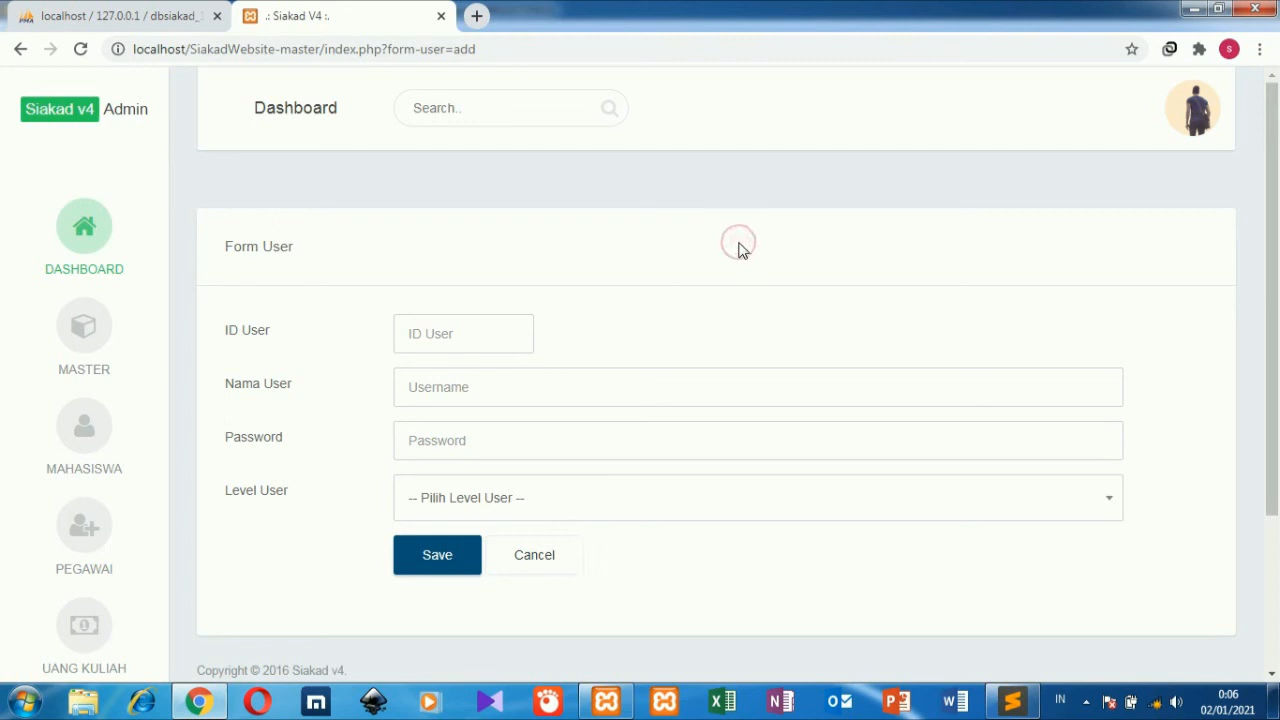 localhost / 127.0.0.1 / dbsiakad_1
.: Siakad V4 :.
localhost/SiakadWebsite-master/index.php?form-user=add
S
Siakad v4 Admin
Dashboard
Search..
DASHBOARD
MASTER
MAHASISWA
PEGAWAI
UANG KULIAH
Form User
ID User
ID User
Nama User
Username
Password
Password
Level User
-- Pilih Level User --
Save
Cancel
Copyright © 2016 Siakad v4.
IN
0:06
02/01/2021